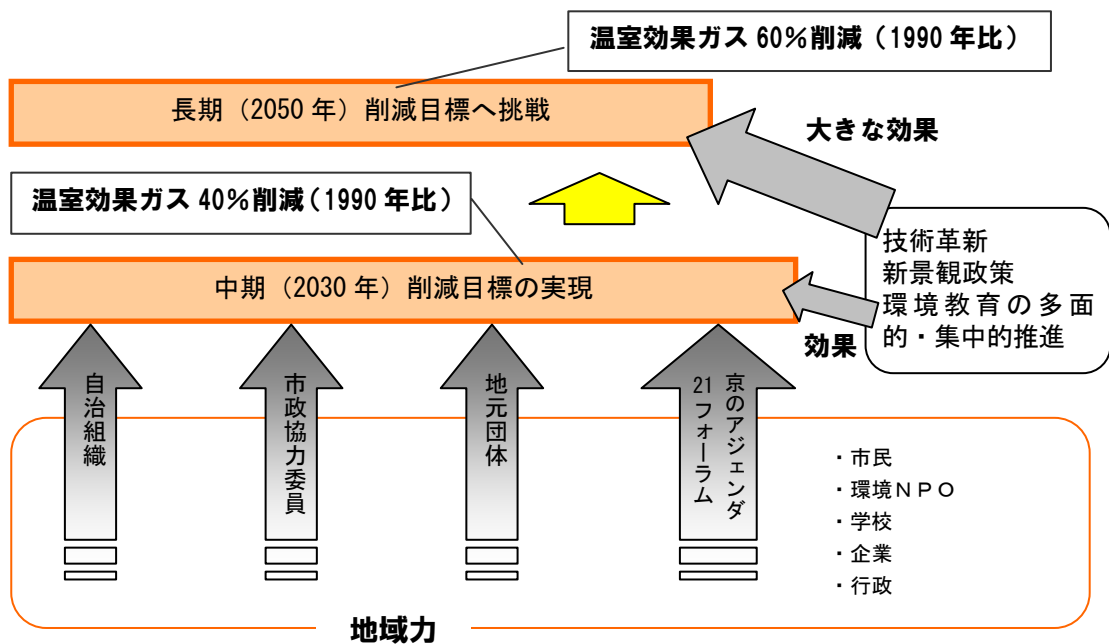 温室効果ガス 60％削減（1990 年比）
長期（2050 年）削減目標へ挑戦
大きな効果
温室効果ガス 40％削減（1990 年比）
技術革新
新景観政策
環境教育の多面
的・集中的推進
中期（2030 年）削減目標の実現
効果
自治組織
市政協力委員
地元団体
京のアジェンダ
21 フォーラム
・市民
・環境ＮＰＯ
・学校
・企業
・行政
地域力